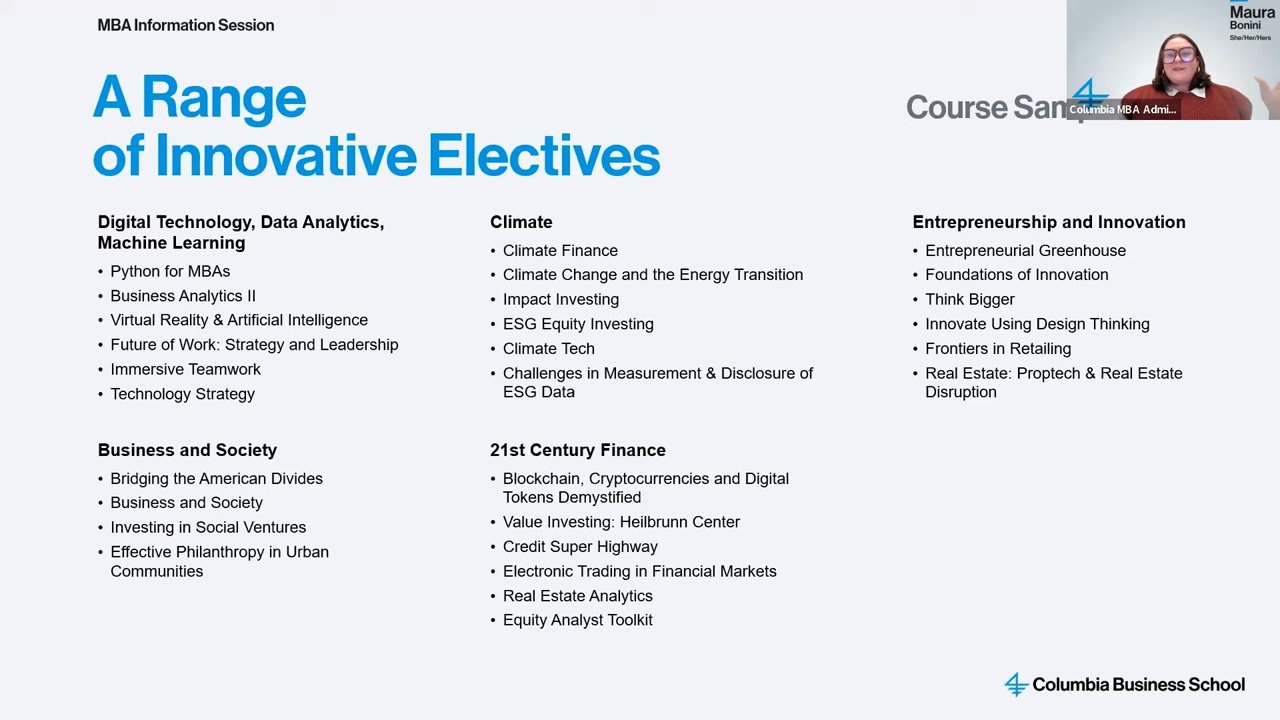 MBA Information Session
Maura
Bonini
She/Her/Hers
Columbia MBA Admi...
A Range
of Innovative Electives
Course
Digital Technology, Data Analytics,
Machine Learning
• Python for MBAs
• Business Analytics II
• Virtual Reality & Artificial Intelligence
• Future of Work: Strategy and Leadership
• Immersive Teamwork
• Technology Strategy
Climate
• Climate Finance
• Climate Change and the Energy Transition
• Impact Investing
• ESG Equity Investing
• Climate Tech
• Challenges in Measurement & Disclosure of
ESG Data
Entrepreneurship and Innovation
• Entrepreneurial Greenhouse
• Foundations of Innovation
• Think Bigger
• Innovate Using Design Thinking
• Frontiers in Retailing
• Real Estate: Proptech & Real Estate
Disruption
Business and Society
• Bridging the American Divides
• Business and Society
• Investing in Social Ventures
• Effective Philanthropy in Urban
Communities
21st Century Finance
• Blockchain, Cryptocurrencies and Digital
Tokens Demystified
• Value Investing: Heilbrunn Center
• Credit Super Highway
• Electronic Trading in Financial Markets
• Real Estate Analytics
• Equity Analyst Toolkit
Columbia Business School